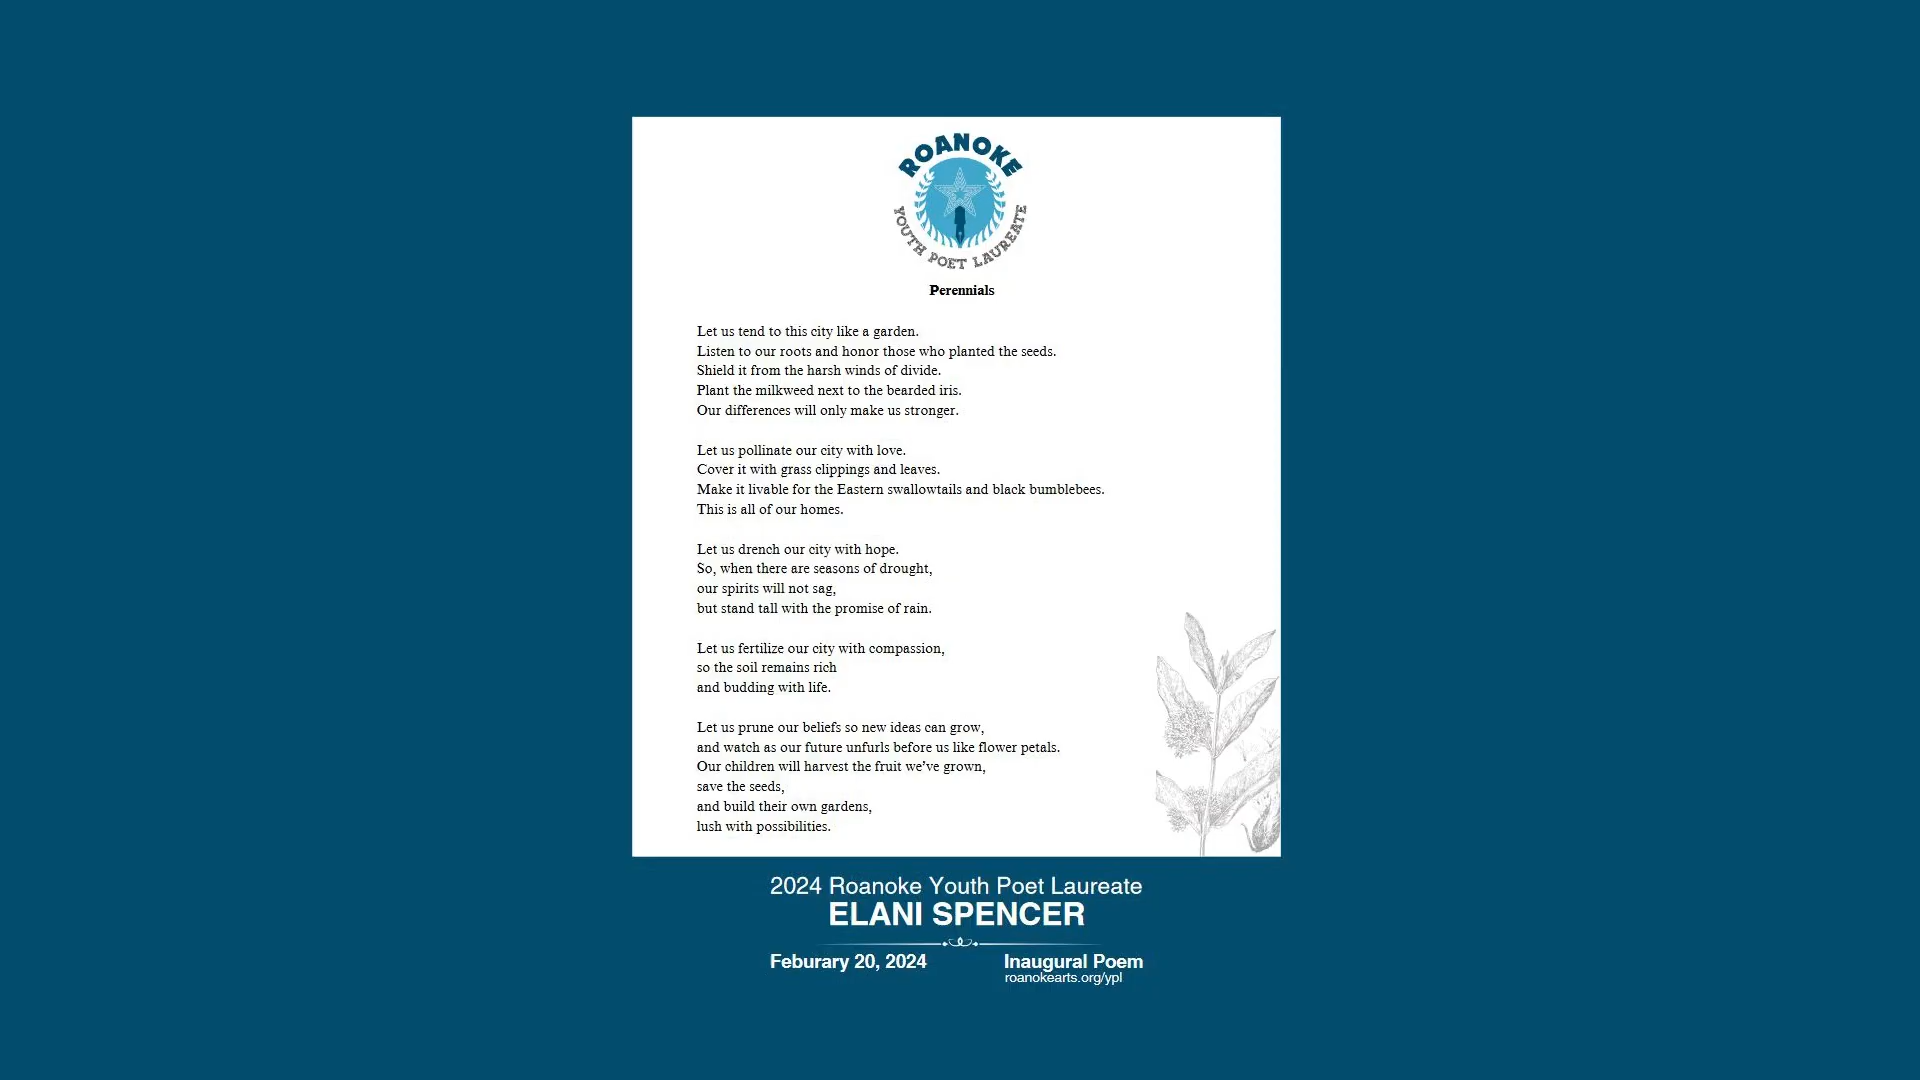 ROANOKE
YOUTH POET LAUREATE
Perennials
Let us tend to this city like a garden.
Listen to our roots and honor those who planted the seeds.
Shield it from the harsh winds of divide.
Plant the milkweed next to the bearded iris.
Our differences will only make us stronger.
Let us pollinate our city with love.
Cover it with grass clippings and leaves.
Make it livable for the Eastern swallowtails and black bumblebees.
This is all of our homes.
Let us drench our city with hope.
So, when there are seasons of drought,
our spirits will not sag,
but stand tall with the promise of rain.
Let us fertilize our city with compassion,
so the soil remains rich
and budding with life.
Let us prune our beliefs so new ideas can grow,
and watch as our future unfurls before us like flower petals.
Our children will harvest the fruit we’ve grown,
save the seeds,
and build their own gardens,
lush with possibilities.
2024 Roanoke Youth Poet Laureate
ELANI SPENCER
Feburary 20, 2024
Inaugural Poem
roanokearts.org/ypl